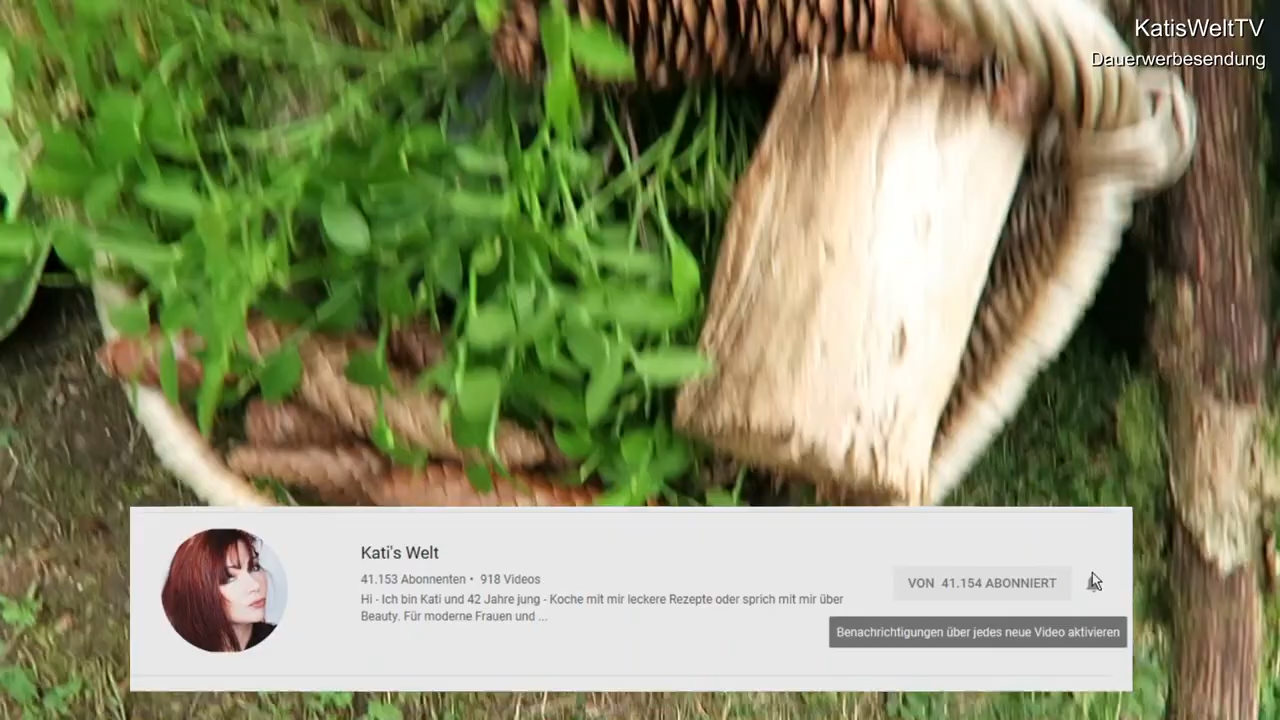 KatisWeltTV
Dauerwerbesendung
Kati's Welt
41.153 Abonnenten • 918 Videos
Hi - Ich bin Kati und 42 Jahre jung - Koche mit mir leckere Rezepte oder sprich mit mir über
Beauty. Für moderne Frauen und ...
VON 41.154 ABONNIERT
Benachrichtigungen über jedes neue Video aktivieren